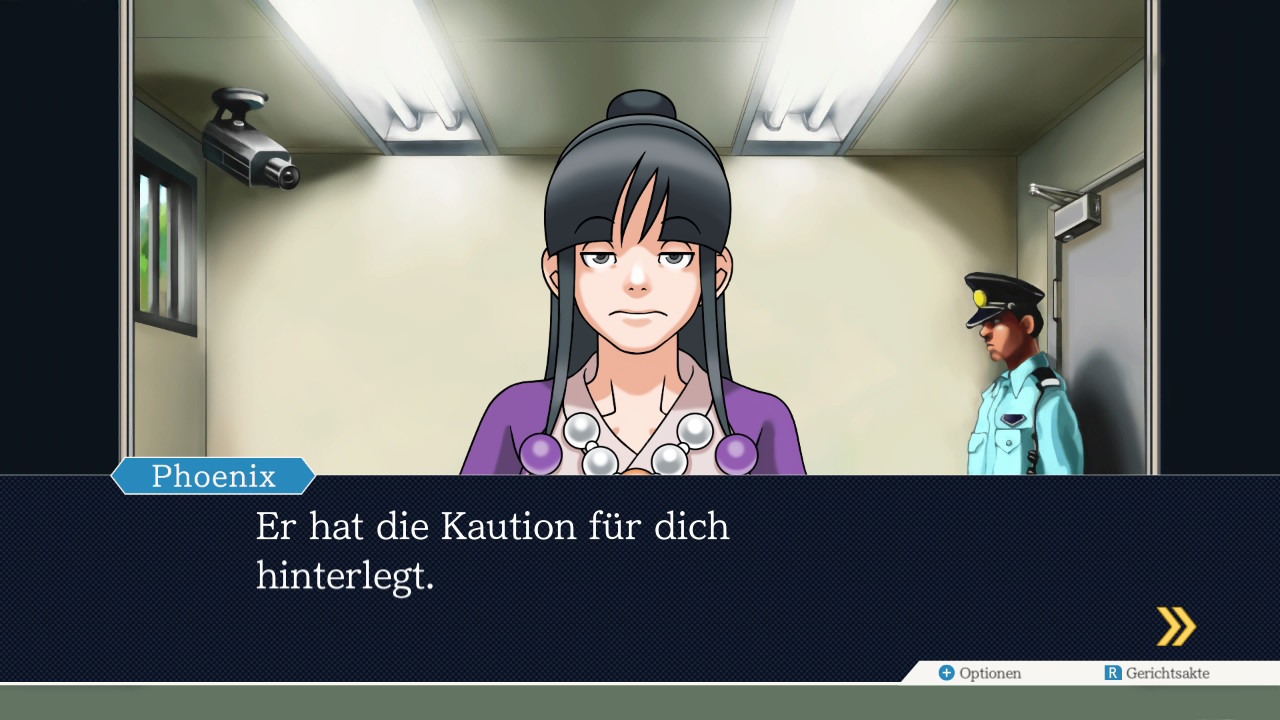 Phoenix
Er hat die Kaution für dich
hinterlegt.
+ Optionen
R Gerichtsakte